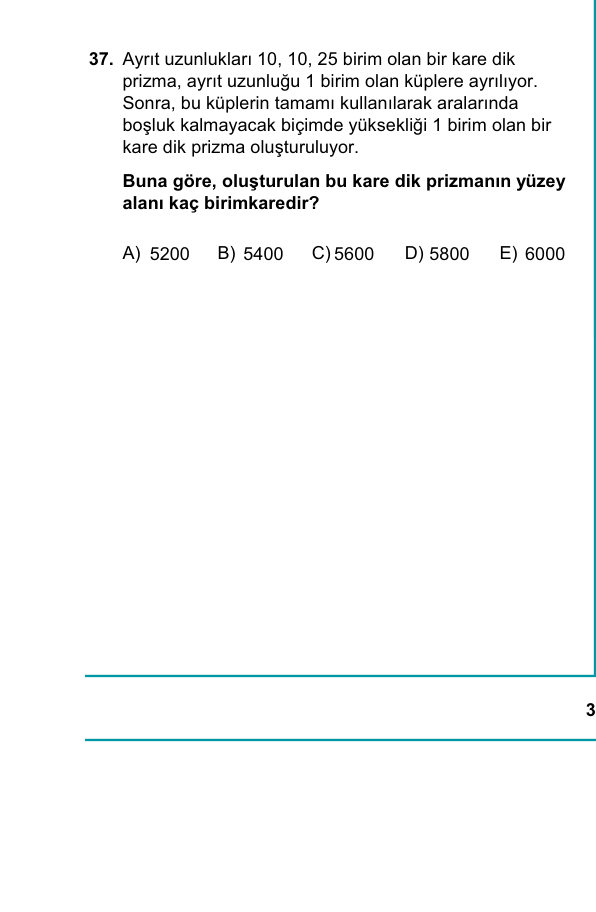 37. Ayrıt uzunlukları 10, 10, 25 birim olan bir kare dik
prizma, ayrıt uzunluğu 1 birim olan küplere ayrılıyor.
Sonra, bu küplerin tamamı kullanılarak aralarında
boşluk kalmayacak biçimde yüksekliği 1 birim olan bir
kare dik prizma oluşturuluyor.
Buna göre, oluşturulan bu kare dik prizmanın yüzey
alanı kaç birimkaredir?
A) 5200 B) 5400 C) 5600 D) 5800 E) 6000
3